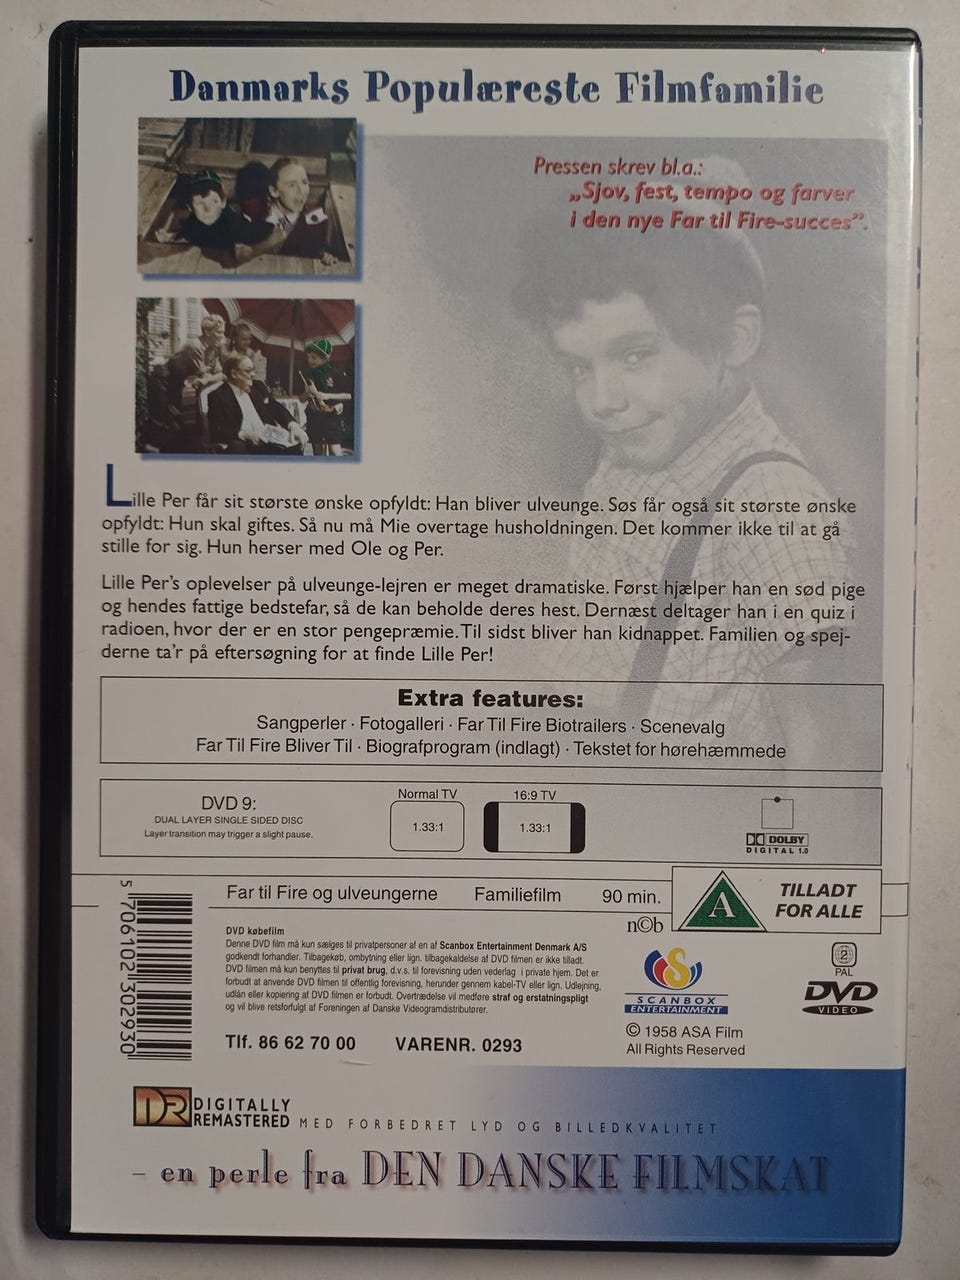 Danmarks Populæreste Filmfamilie
Pressen skrev bl.a.:
„Sjov, fest, tempo og farver
i den nye Far til Fire-succes”.
Lille Per får sit største ønske opfyldt: Han bliver ulveunge. Søs får også sit største ønske
opfyldt: Hun skal giftes. Så nu må Mie overtage husholdningen. Det kommer ikke til at gå
stille for sig. Hun herser med Ole og Per.
Lille Per's oplevelser på ulveunge-lejren er meget dramatiske. Først hjælper han en sød pige
og hendes fattige bedstefar, så de kan beholde deres hest. Dernæst deltager han i en quiz i
radioen, hvor der er en stor pengepræmie. Til sidst bliver han kidnappet. Familien og spej-
derne ta'r på eftersøgning for at finde Lille Per!
Extra features:
Sangperler · Fotogalleri · Far Til Fire Biotrailers · Scenevalg
Far Til Fire Bliver Til · Biografprogram (indlagt) · Tekstet for hørehæmmede
DVD 9:
DUAL LAYER SINGLE SIDED DISC
Layer transition may trigger a slight pause.
Normal TV
1.33:1
16:9 TV
1.33:1
DOLBY
DIGITAL 1.0
Far til Fire og ulveungerne Familiefilm 90 min.
A
TILLADT
FOR ALLE
n©b
5 706102 302930
DVD købefilm
Denne DVD film må kun sælges til privatpersoner af en af Scanbox Entertainment Denmark A/S
godkendt forhandler. Tilbagekøb, ombytning eller lign. tilbagekaldelse af DVD filmen er ikke tilladt.
DVD filmen må kun benyttes til privat brug, d.v.s. til forevisning uden vederlag i private hjem. Det er
forbudt at anvende DVD filmen til offentlig forevisning, herunder gennem kabel-TV eller lign. Udlejning,
udlån eller kopiering af DVD filmen er forbudt. Overtrædelse vil medføre straf og erstatningspligt
og vil blive retsforfulgt af Foreningen af Danske Videogramdistributører.
Tlf. 86 62 70 00 VARENR. 0293
S
SCANBOX
ENTERTAINMENT
© 1958 ASA Film
All Rights Reserved
2
PAL
DVD
VIDEO
DR DIGITALLY
REMASTERED MED FORBEDRET LYD OG BILLEDKVALITET
– en perle fra DEN DANSKE FILMSKAT